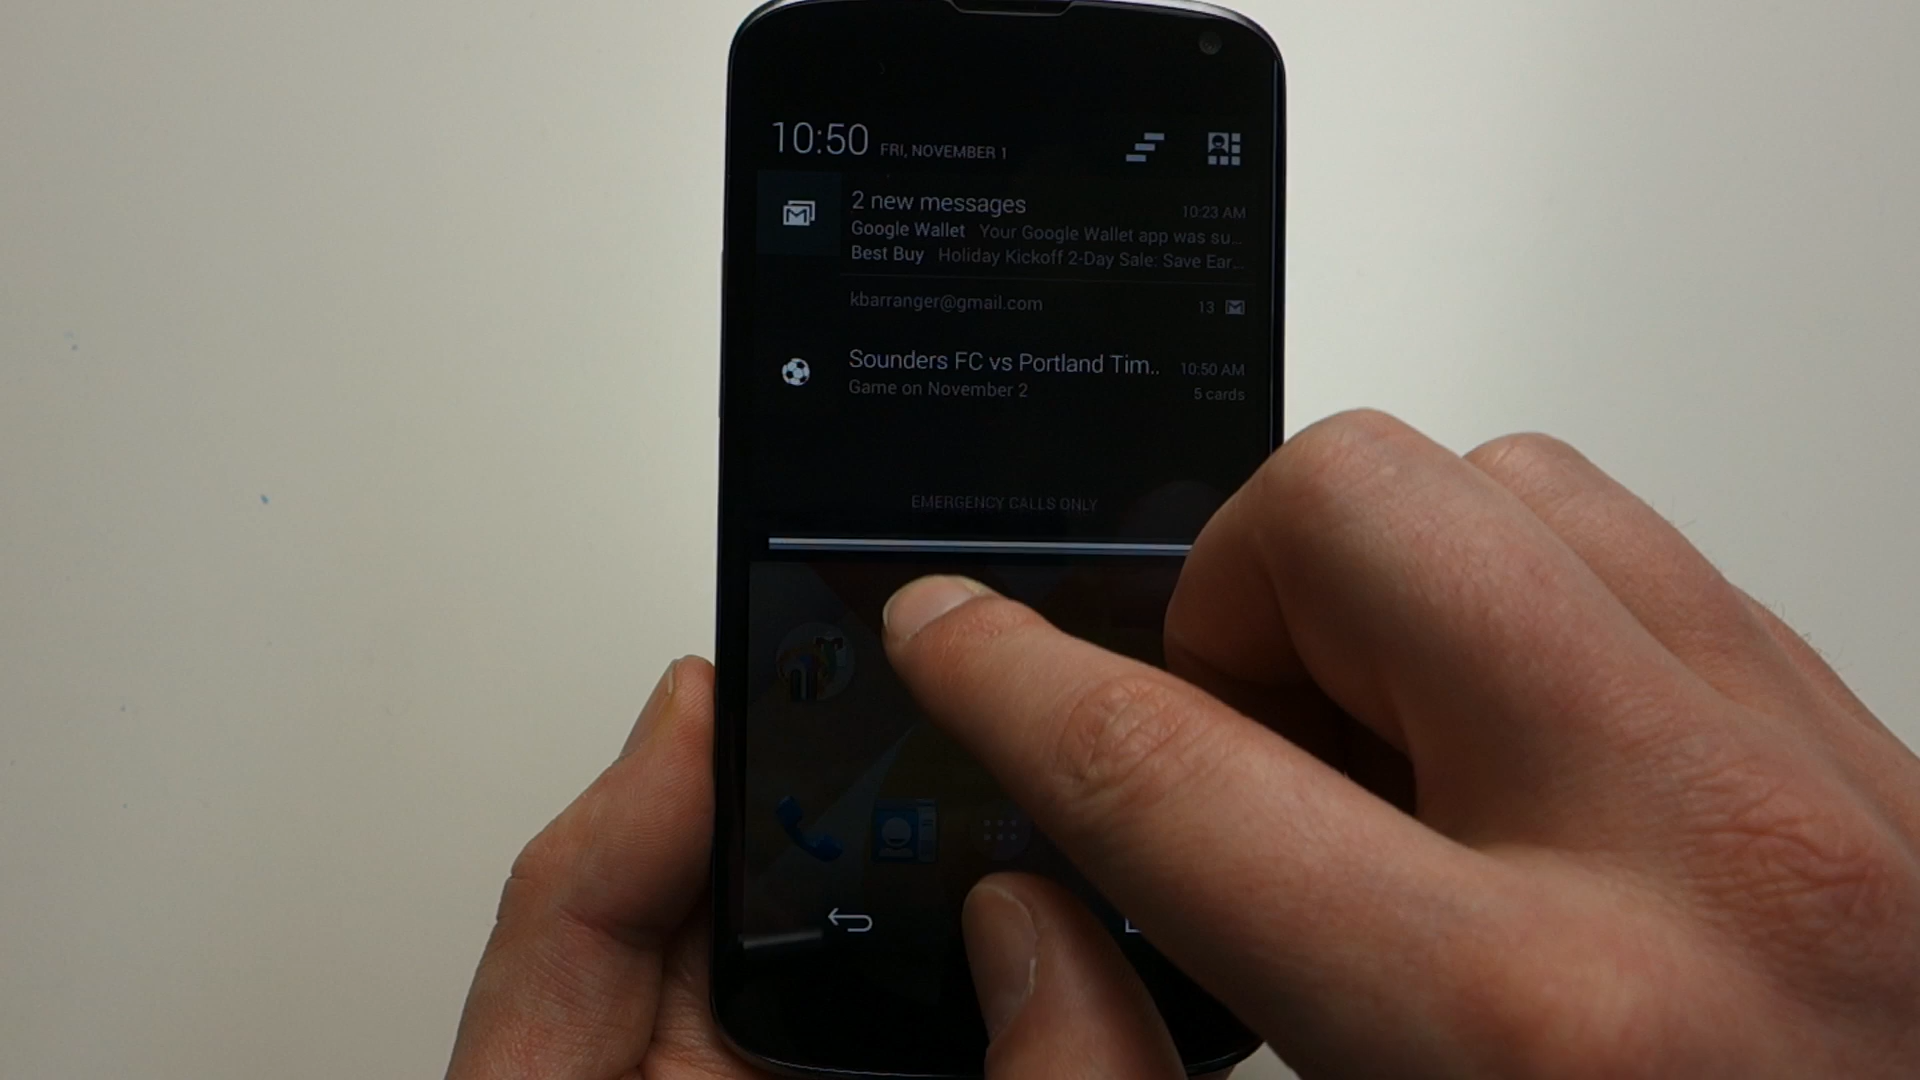 10:50 FRI, NOVEMBER 1
2 new messages 10:23 AM
Google Wallet Your Google Wallet app was su...
Best Buy Holiday Kickoff 2-Day Sale: Save Ear...
kbarranger@gmail.com 13
Sounders FC vs Portland Tim.. 10:50 AM
Game on November 2 5 cards
EMERGENCY CALLS ONLY